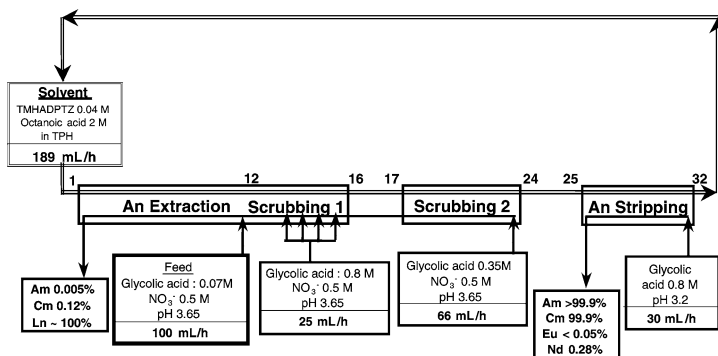 Solvent
TMHADPTZ 0.04 M
Octanoic acid 2 M
in TPH
189 mL/h
1
12
16
17
24
25
32
An Extraction
Scrubbing 1
Scrubbing 2
An Stripping
Am 0.005%
Cm 0.12%
Ln ~ 100%
Feed
Glycolic acid : 0.07M
NO₃⁻ 0.5 M
pH 3.65
100 mL/h
Glycolic acid : 0.8 M
NO₃⁻ 0.5 M
pH 3.65
25 mL/h
Glycolic acid 0.35M
NO₃⁻ 0.5 M
pH 3.65
66 mL/h
Am >99.9%
Cm 99.9%
Eu < 0.05%
Nd 0.28%
Glycolic
acid 0.8 M
pH 3.2
30 mL/h